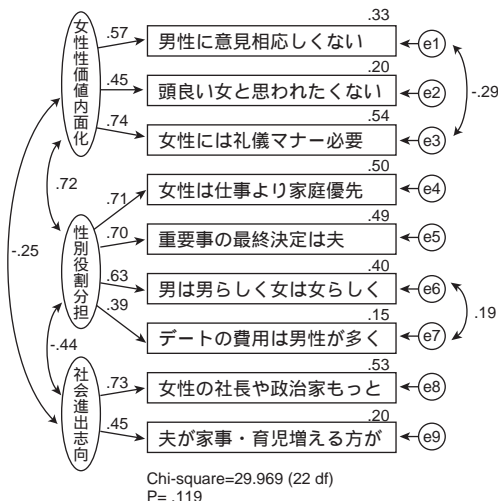 女性性価値内面化
性別役割分担
社会進出志向
.57
.45
.74
.72
.71
.70
.63
.39
-.25
-.44
.73
.45
.33
男性に意見相応しくない
e1
.20
頭良い女と思われたくない
e2
-.29
.54
女性には礼儀マナー必要
e3
.50
女性は仕事より家庭優先
e4
.49
重要事の最終決定は夫
e5
.40
男は男らしく女は女らしく
e6
.19
.15
デートの費用は男性が多く
e7
.53
女性の社長や政治家もっと
e8
.20
夫が家事・育児増える方が
e9
Chi-square=29.969 (22 df)
P= .119